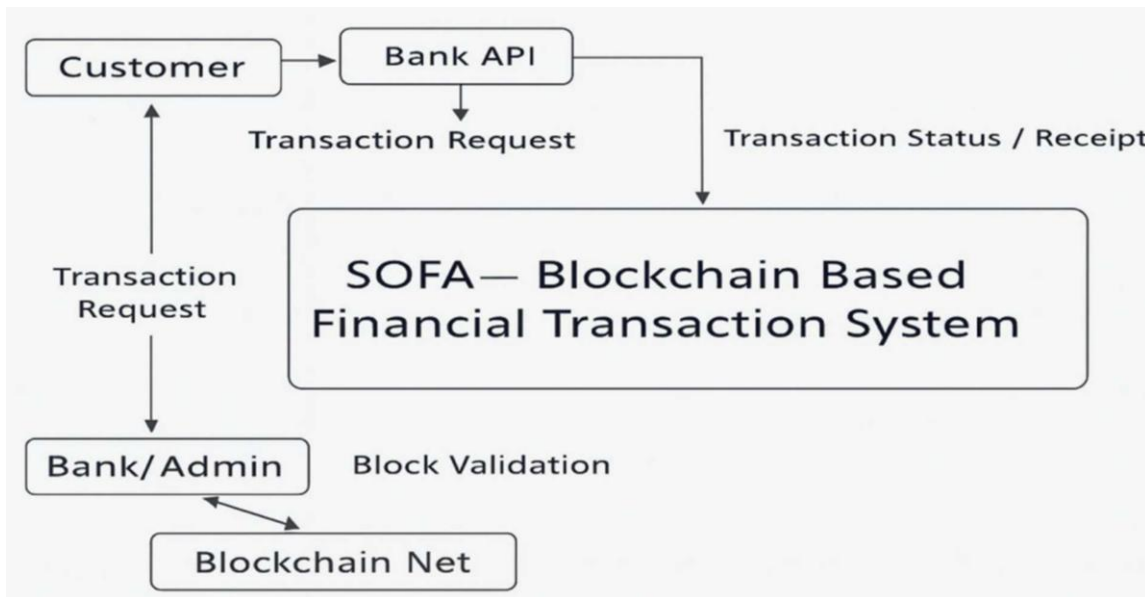 Customer
Bank API
Transaction Request
Transaction Status / Receipt
SOFA— Blockchain Based
Financial Transaction System
Transaction
Request
Bank/Admin
Block Validation
Blockchain Net